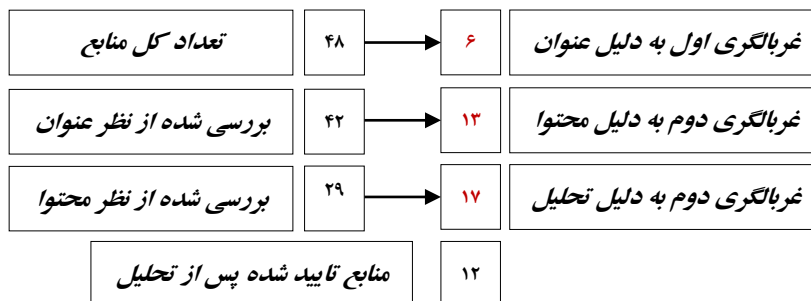 غربالگری اول به دلیل عنوان ۶ ۴۸ تعداد کل منابع
غربالگری دوم به دلیل محتوا ۱۳ ۴۲ بررسی شده از نظر عنوان
غربالگری دوم به دلیل تحلیل ۱۷ ۲۹ بررسی شده از نظر محتوا
۱۲ منابع تایید شده پس از تحلیل